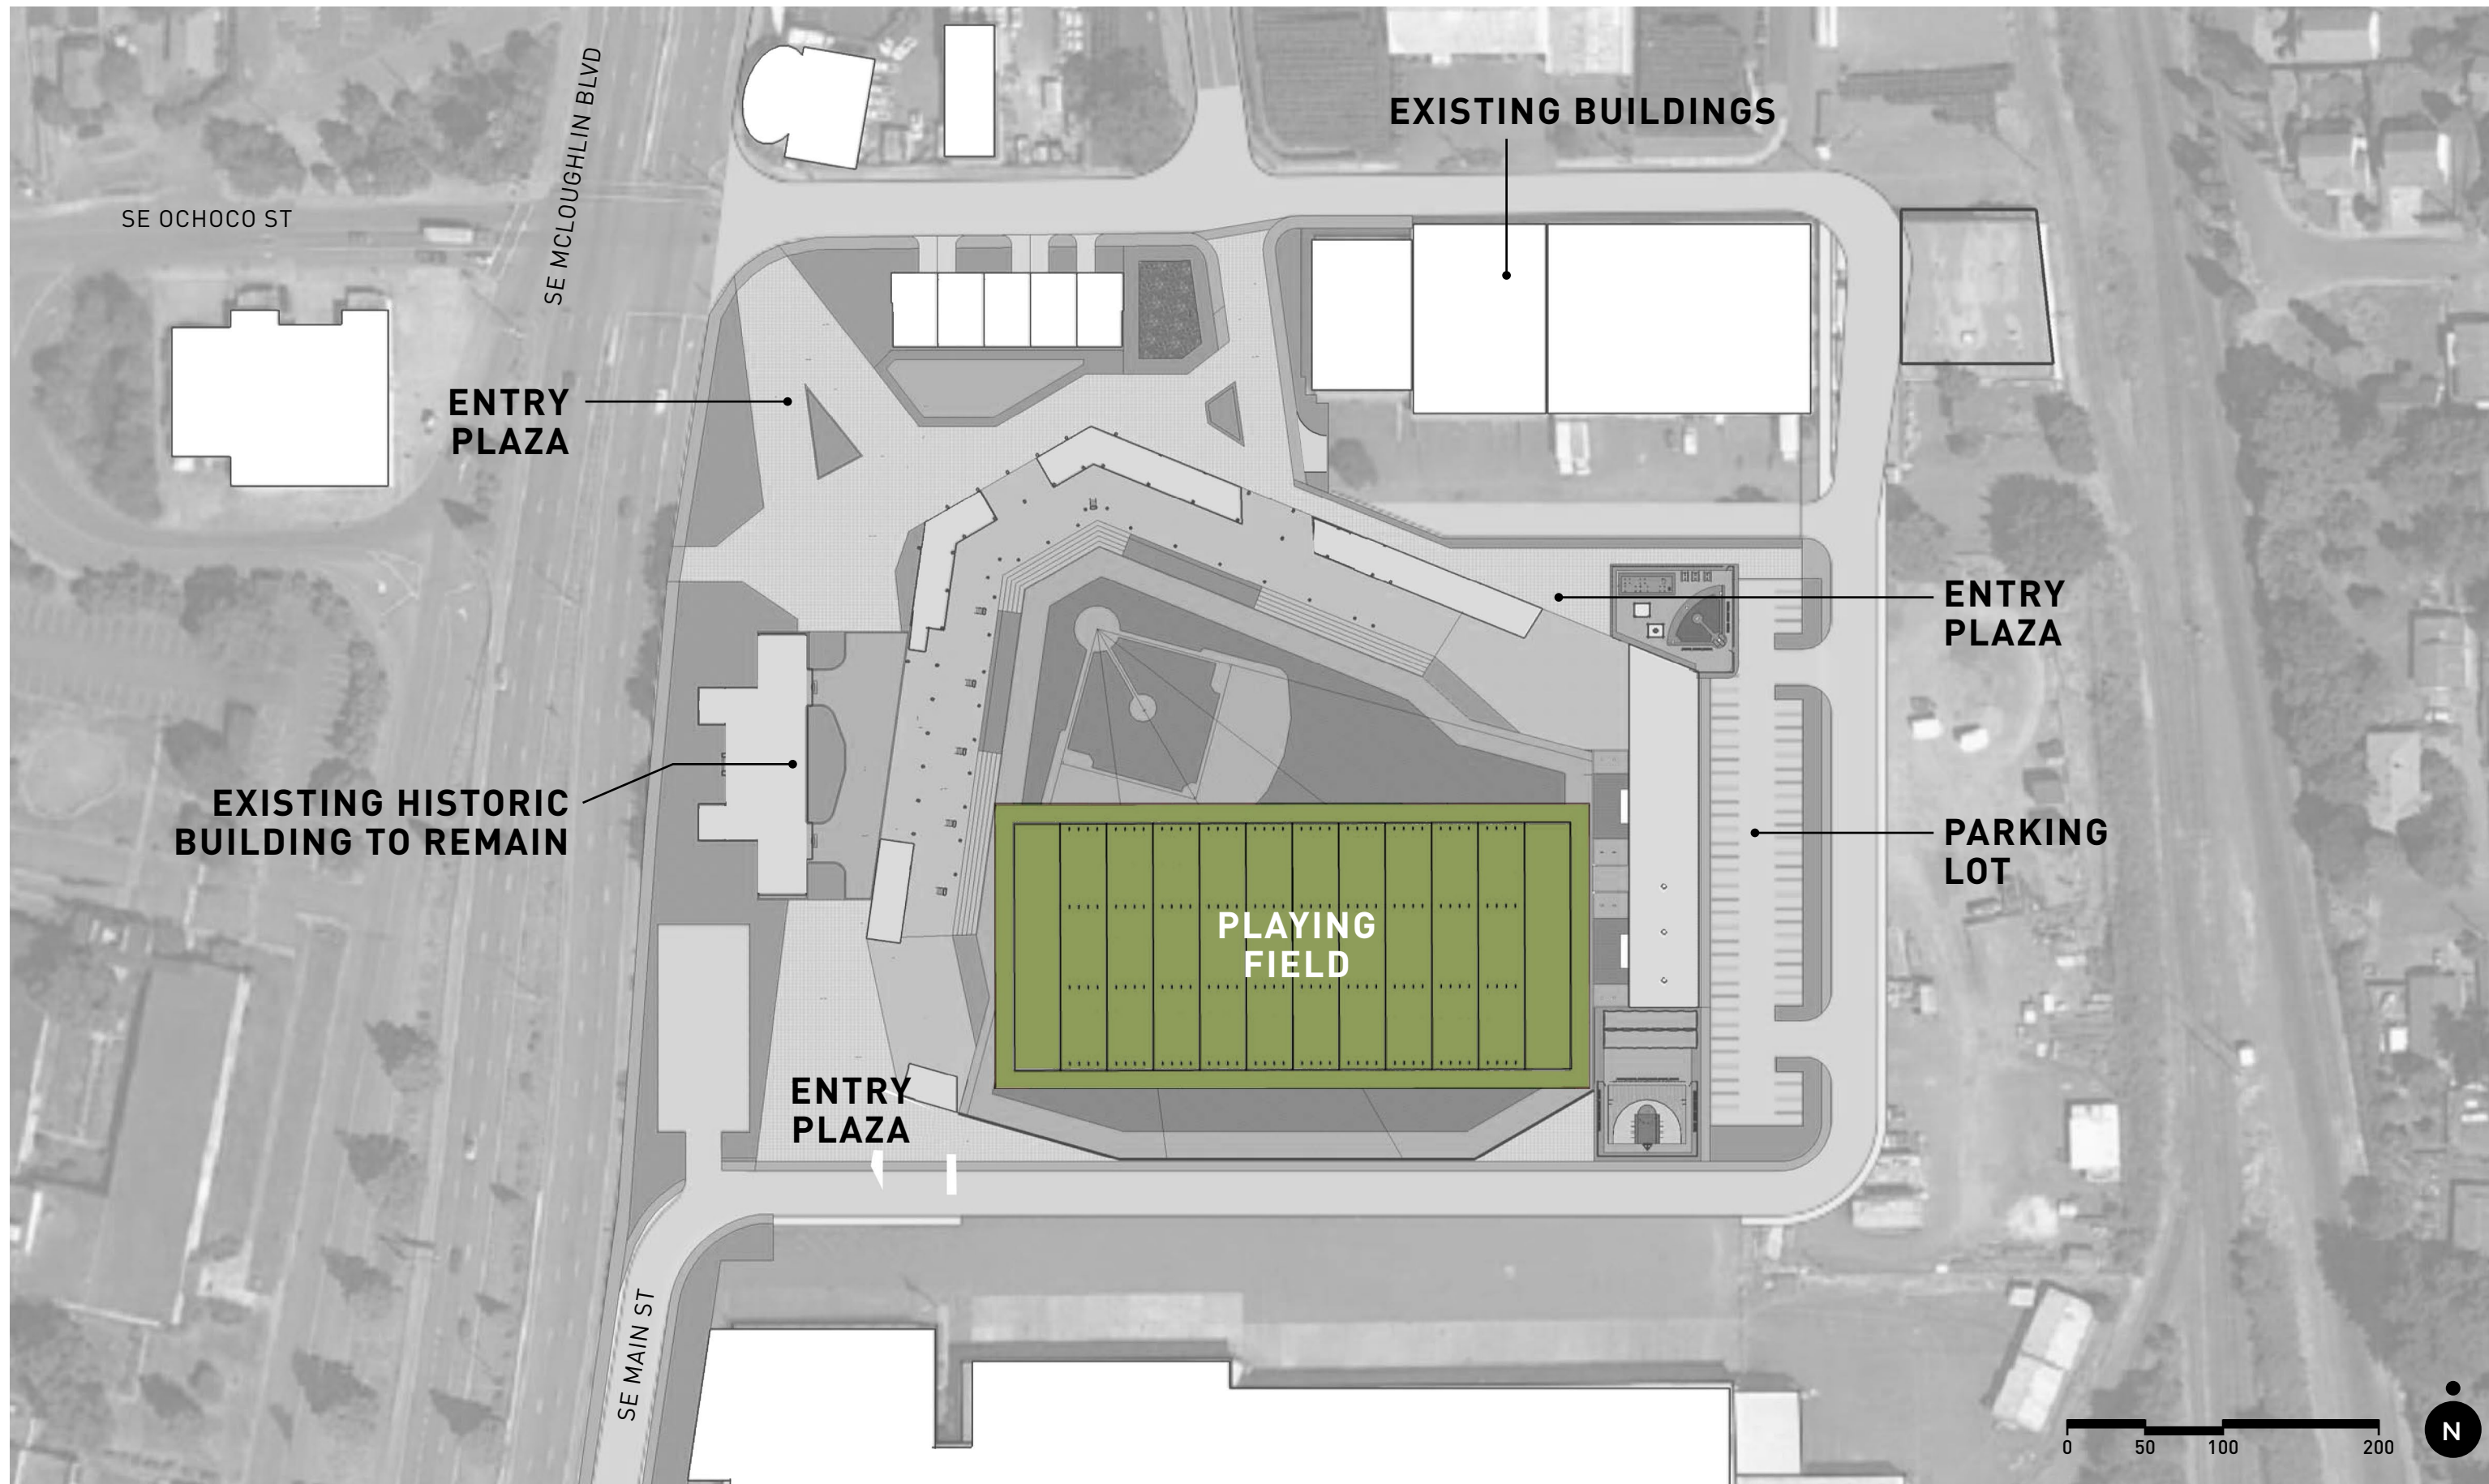 EXISTING BUILDINGS
SE OCHOCO ST
SE MCLOUGHLIN BLVD
ENTRY
PLAZA
ENTRY
PLAZA
EXISTING HISTORIC
BUILDING TO REMAIN
PARKING
LOT
PLAYING
FIELD
ENTRY
PLAZA
SE MAIN ST
0 50 100 200
N